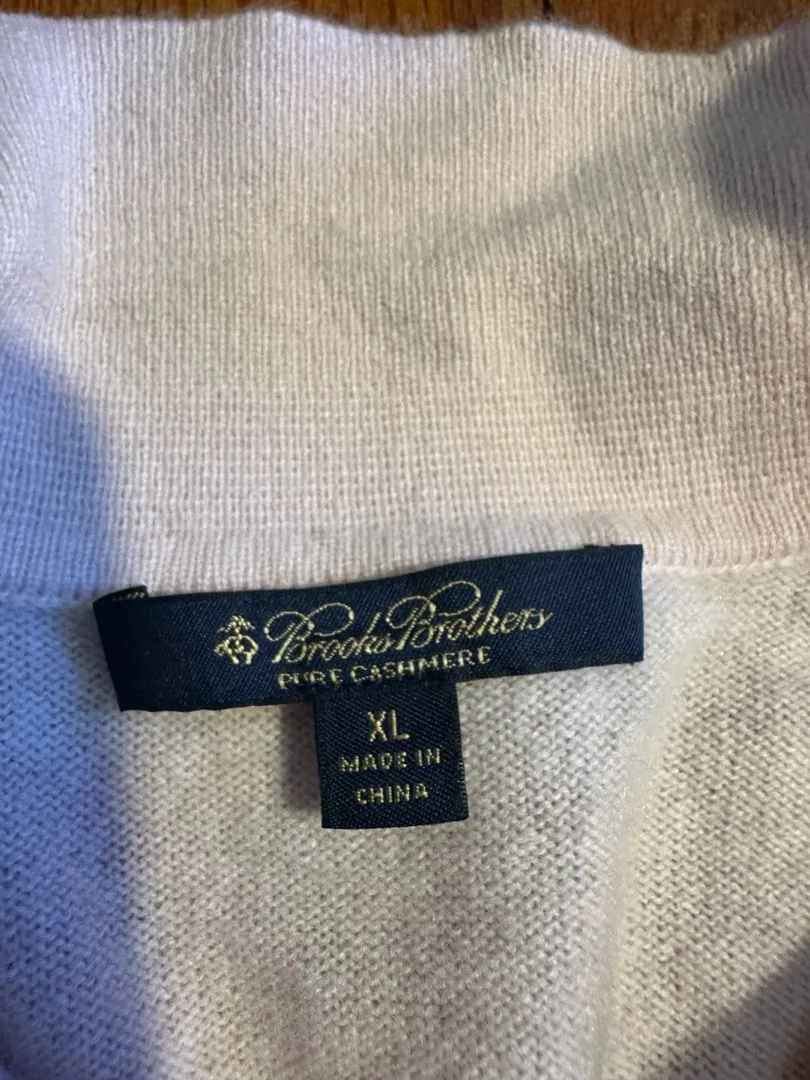 Brooks Brothers
PURE CASHMERE
XL
MADE IN
CHINA